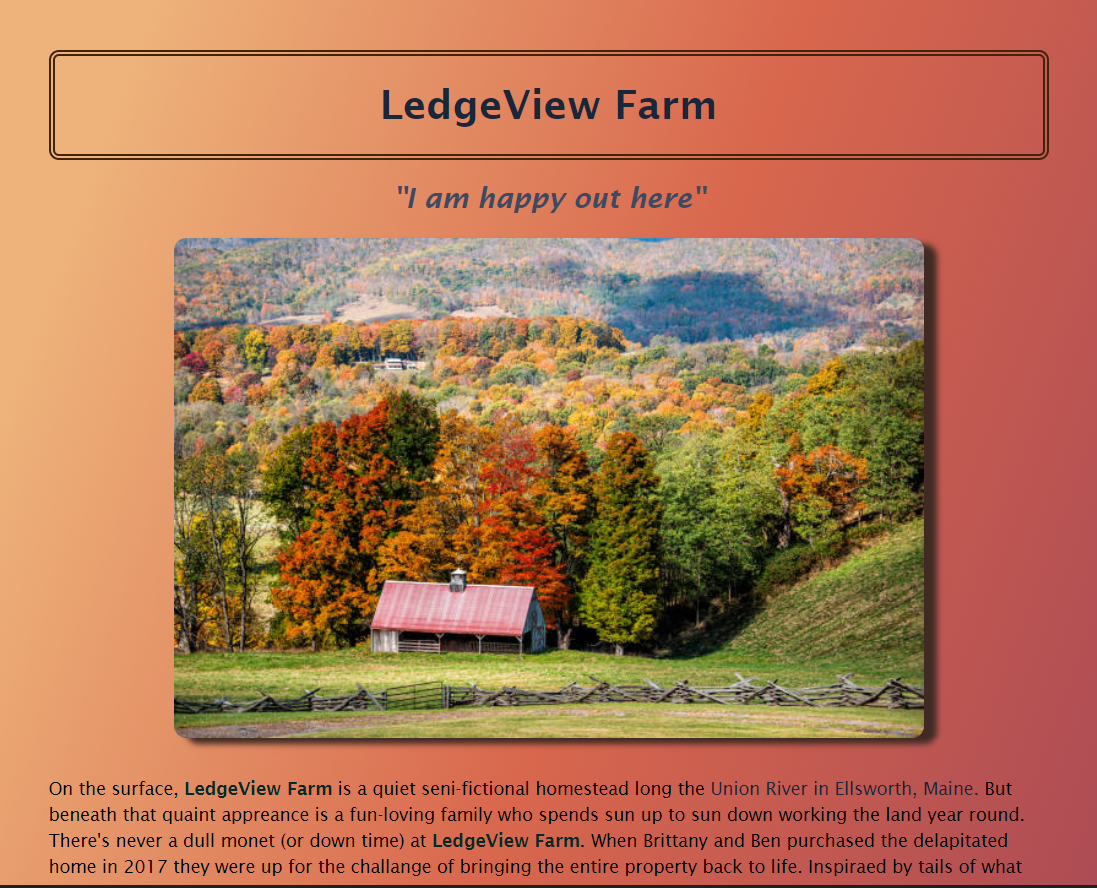 LedgeView Farm
"I am happy out here"
On the surface, LedgeView Farm is a quiet seni-fictional homestead long the Union River in Ellsworth, Maine. But
beneath that quaint appreance is a fun-loving family who spends sun up to sun down working the land year round.
There's never a dull monet (or down time) at LedgeView Farm. When Brittany and Ben purchased the delapitated
home in 2017 they were up for the challange of bringing the entire property back to life. Inspiraed by tails of what